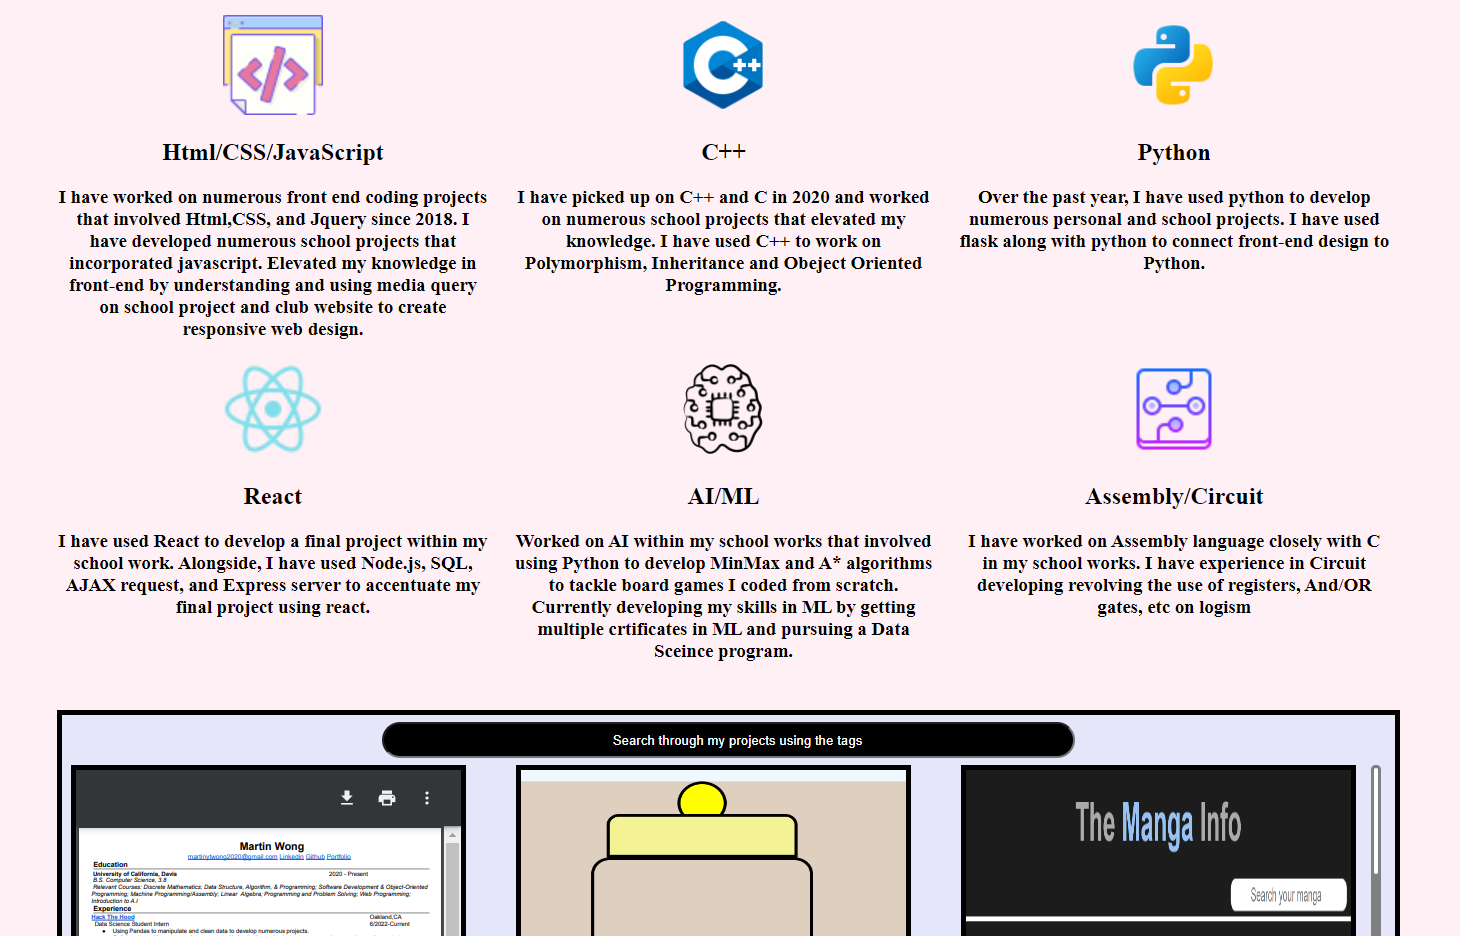 Html/CSS/JavaScript
I have worked on numerous front end coding projects
that involved Html,CSS, and Jquery since 2018. I
have developed numerous school projects that
incorporated javascript. Elevated my knowledge in
front-end by understanding and using media query
on school project and club website to create
responsive web design.
C++
I have picked up on C++ and C in 2020 and worked
on numerous school projects that elevated my
knowledge. I have used C++ to work on
Polymorphism, Inheritance and Obeject Oriented
Programming.
Python
Over the past year, I have used python to develop
numerous personal and school projects. I have used
flask along with python to connect front-end design to
Python.
React
I have used React to develop a final project within my
school work. Alongside, I have used Node.js, SQL,
AJAX request, and Express server to accentuate my
final project using react.
AI/ML
Worked on AI within my school works that involved
using Python to develop MinMax and A* algorithms
to tackle board games I coded from scratch.
Currently developing my skills in ML by getting
multiple crtificates in ML and pursuing a Data
Sceince program.
Assembly/Circuit
I have worked on Assembly language closely with C
in my school works. I have experience in Circuit
developing revolving the use of registers, And/OR
gates, etc on logism
Search through my projects using the tags
Martin Wong
martinytwong2020@gmail.com Linkedin Github Portfolio
Education
University of California, Davis 2020 - Present
B.S. Computer Science, 3.8
Relevant Courses: Discrete Mathematics; Data Structure, Algorithm, & Programming; Software Development & Object-Oriented
Programming; Machine Programming/Assembly; Linear Algebra; Programming and Problem Solving; Web Programming;
Introduction to A.I
Experience
Hack The Hood Oakland,CA
Data Science Student Intern 6/2022-Current
• Using Pandas to manipulate and clean data to develop numerous projects.
The Manga Info
Search your manga